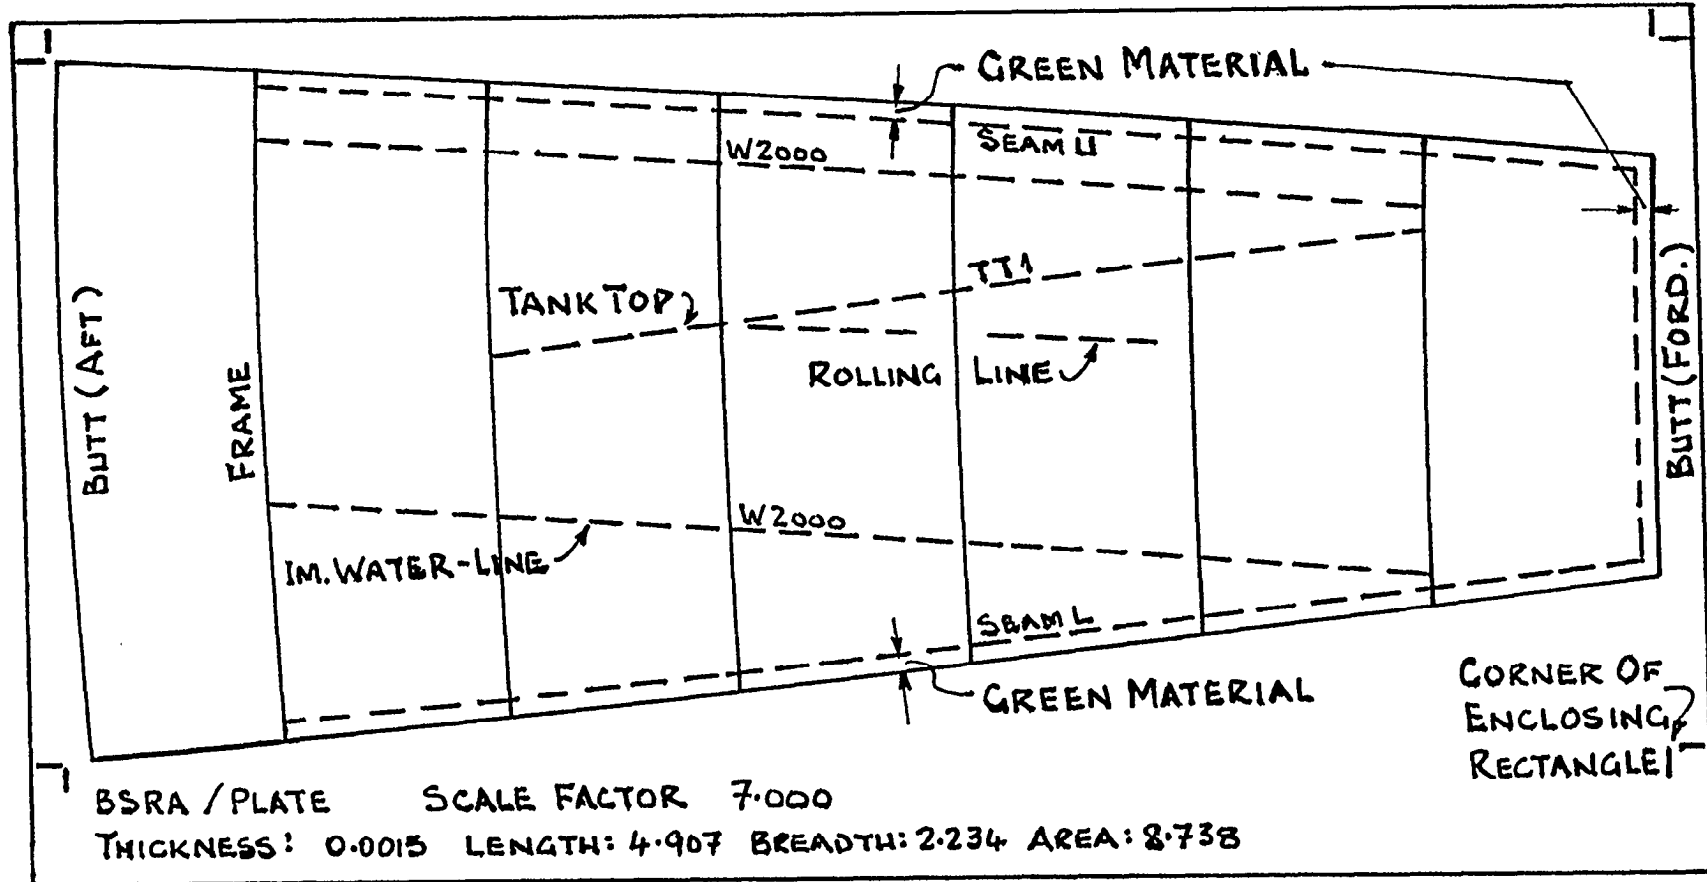 GREEN MATERIAL
SEAM U
W2000
TT1
TANK TOP
ROLLING LINE
BUTT (AFT)
FRAME
BUTT (FORD.)
W2000
IM. WATER-LINE
SEAM L
GREEN MATERIAL
CORNER OF
ENCLOSING
RECTANGLE
BSRA / PLATE SCALE FACTOR 7.000
THICKNESS: 0.0015 LENGTH: 4.907 BREADTH: 2.234 AREA: 8.738